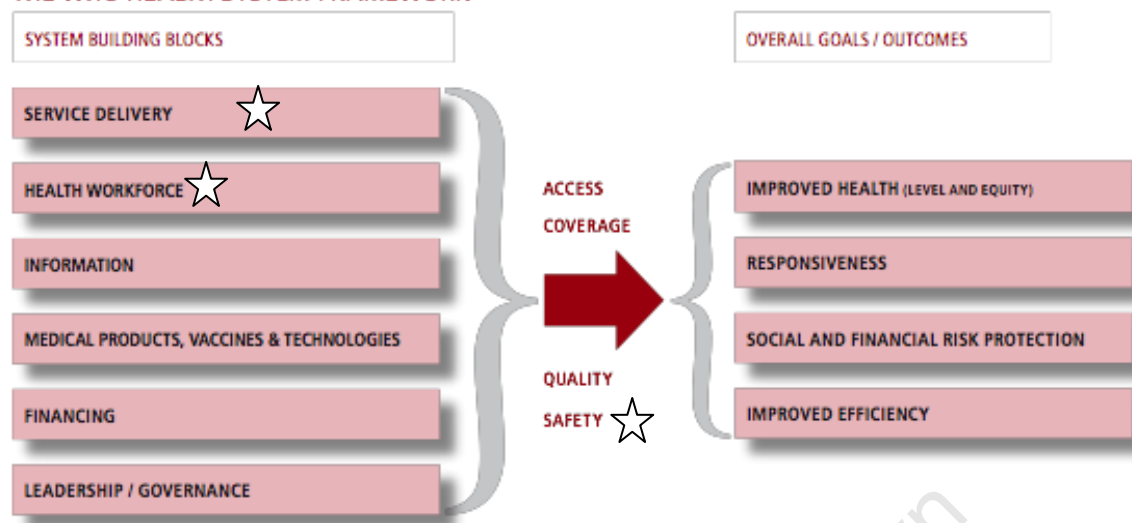 SYSTEM BUILDING BLOCKS
OVERALL GOALS / OUTCOMES
SERVICE DELIVERY
HEALTH WORKFORCE
INFORMATION
MEDICAL PRODUCTS, VACCINES & TECHNOLOGIES
FINANCING
LEADERSHIP / GOVERNANCE
ACCESS
COVERAGE
QUALITY
SAFETY
IMPROVED HEALTH (LEVEL AND EQUITY)
RESPONSIVENESS
SOCIAL AND FINANCIAL RISK PROTECTION
IMPROVED EFFICIENCY